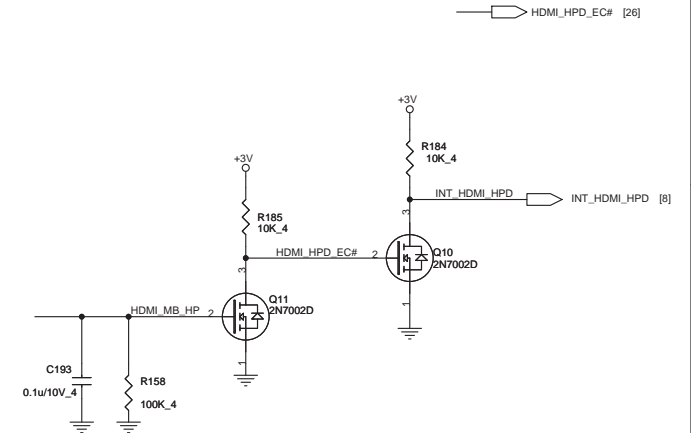 HDMI_HPD_EC# [26]
+3V
R184
10K_4
+3V
INT_HDMI_HPD
INT_HDMI_HPD [8]
R185
10K_4
3
HDMI_HPD_EC#
2
Q10
2N7002D
3
Q11
2N7002D
HDMI_MB_HP
2
1
1
C193
0.1u/10V_4
R158
100K_4